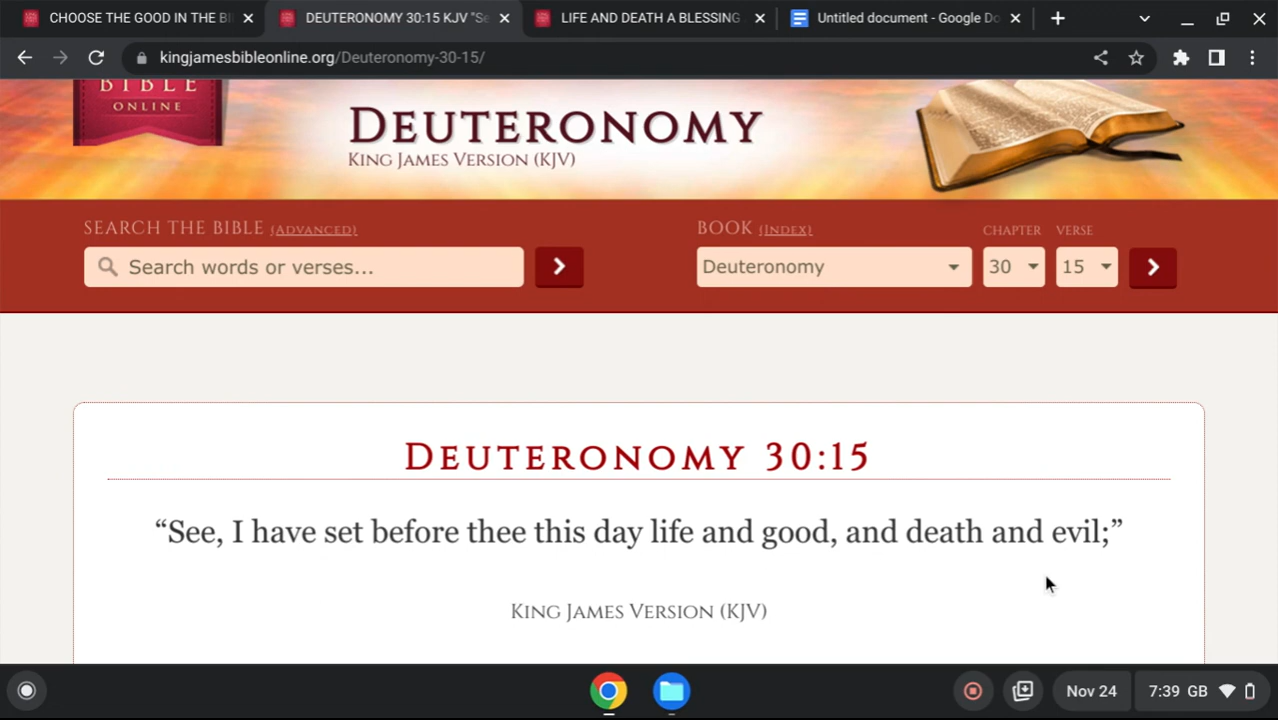 CHOOSE THE GOOD IN THE BI
DEUTERONOMY 30:15 KJV "Se
LIFE AND DEATH A BLESSING
Untitled document - Google Do
kingjamesbibleonline.org/Deuteronomy-30-15/
BIBLE
ONLINE
DEUTERONOMY
KING JAMES VERSION (KJV)
SEARCH THE BIBLE (ADVANCED)
BOOK (INDEX)
CHAPTER
VERSE
Search words or verses...
Deuteronomy
30
15
DEUTERONOMY 30:15
“See, I have set before thee this day life and good, and death and evil;”
KING JAMES VERSION (KJV)
Nov 24
7:39 GB